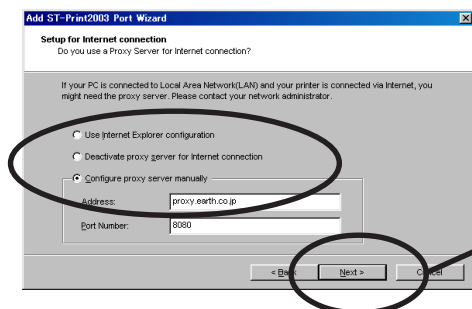 Add ST-Print2003 Port Wizard
Setup for Internet connection
Do you use a Proxy Server for Internet connection?
If your PC is connected to Local Area Network(LAN) and your printer is connected via Internet, you
might need the proxy server. Please contact your network administrator.
Use Internet Explorer configuration
Deactivate proxy server for Internet connection
Configure proxy server manually
Address: proxy.earth.co.jp
Port Number: 8080
< Back Next > Cancel